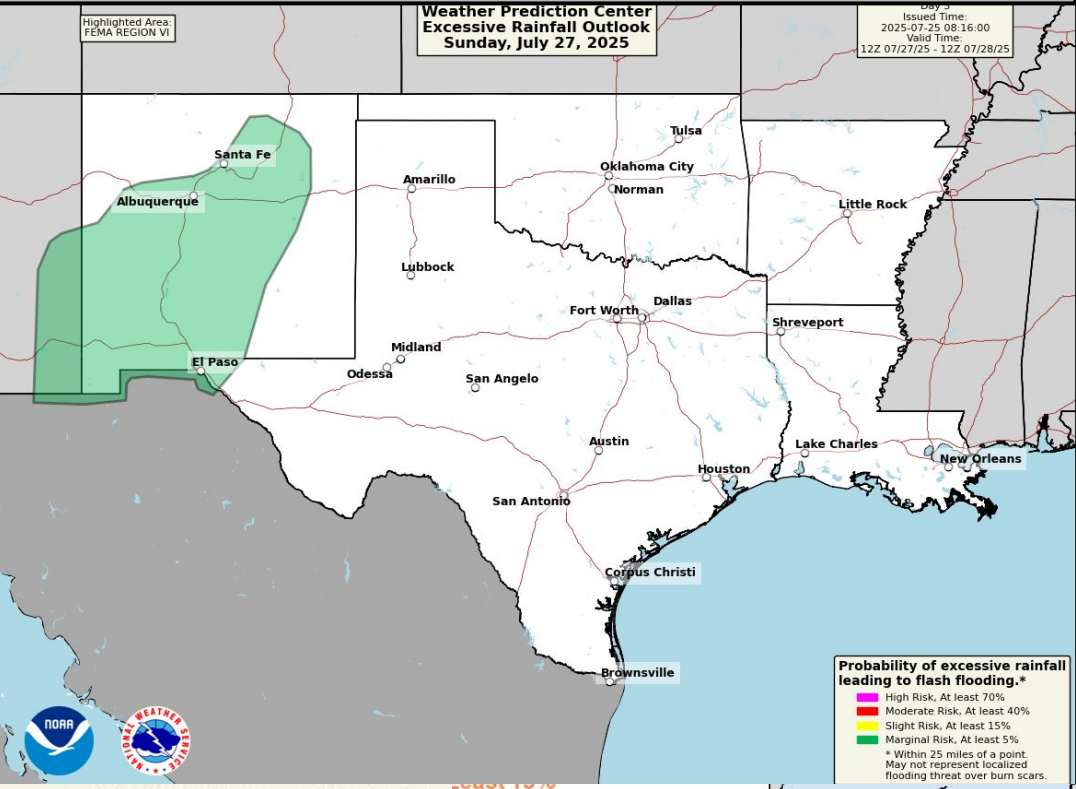 Highlighted Area:
FEMA REGION VI
Weather Prediction Center
Excessive Rainfall Outlook
Sunday, July 27, 2025
Day 3
Issued Time:
2025-07-25 08:16:00
Valid Time:
12Z 07/27/25 - 12Z 07/28/25
Tulsa
Santa Fe
Oklahoma City
Amarillo
Norman
Albuquerque
Little Rock
Lubbock
Dallas
Fort Worth
Shreveport
Midland
El Paso
Odessa
San Angelo
Austin
Lake Charles
New Orleans
Houston
San Antonio
Corpus Christi
Brownsville
Probability of excessive rainfall
leading to flash flooding.*
High Risk, At least 70%
Moderate Risk, At least 40%
Slight Risk, At least 15%
Marginal Risk, At least 5%
* Within 25 miles of a point.
May not represent localized
flooding threat over burn scars.
NOAA
NATIONAL WEATHER SERVICE